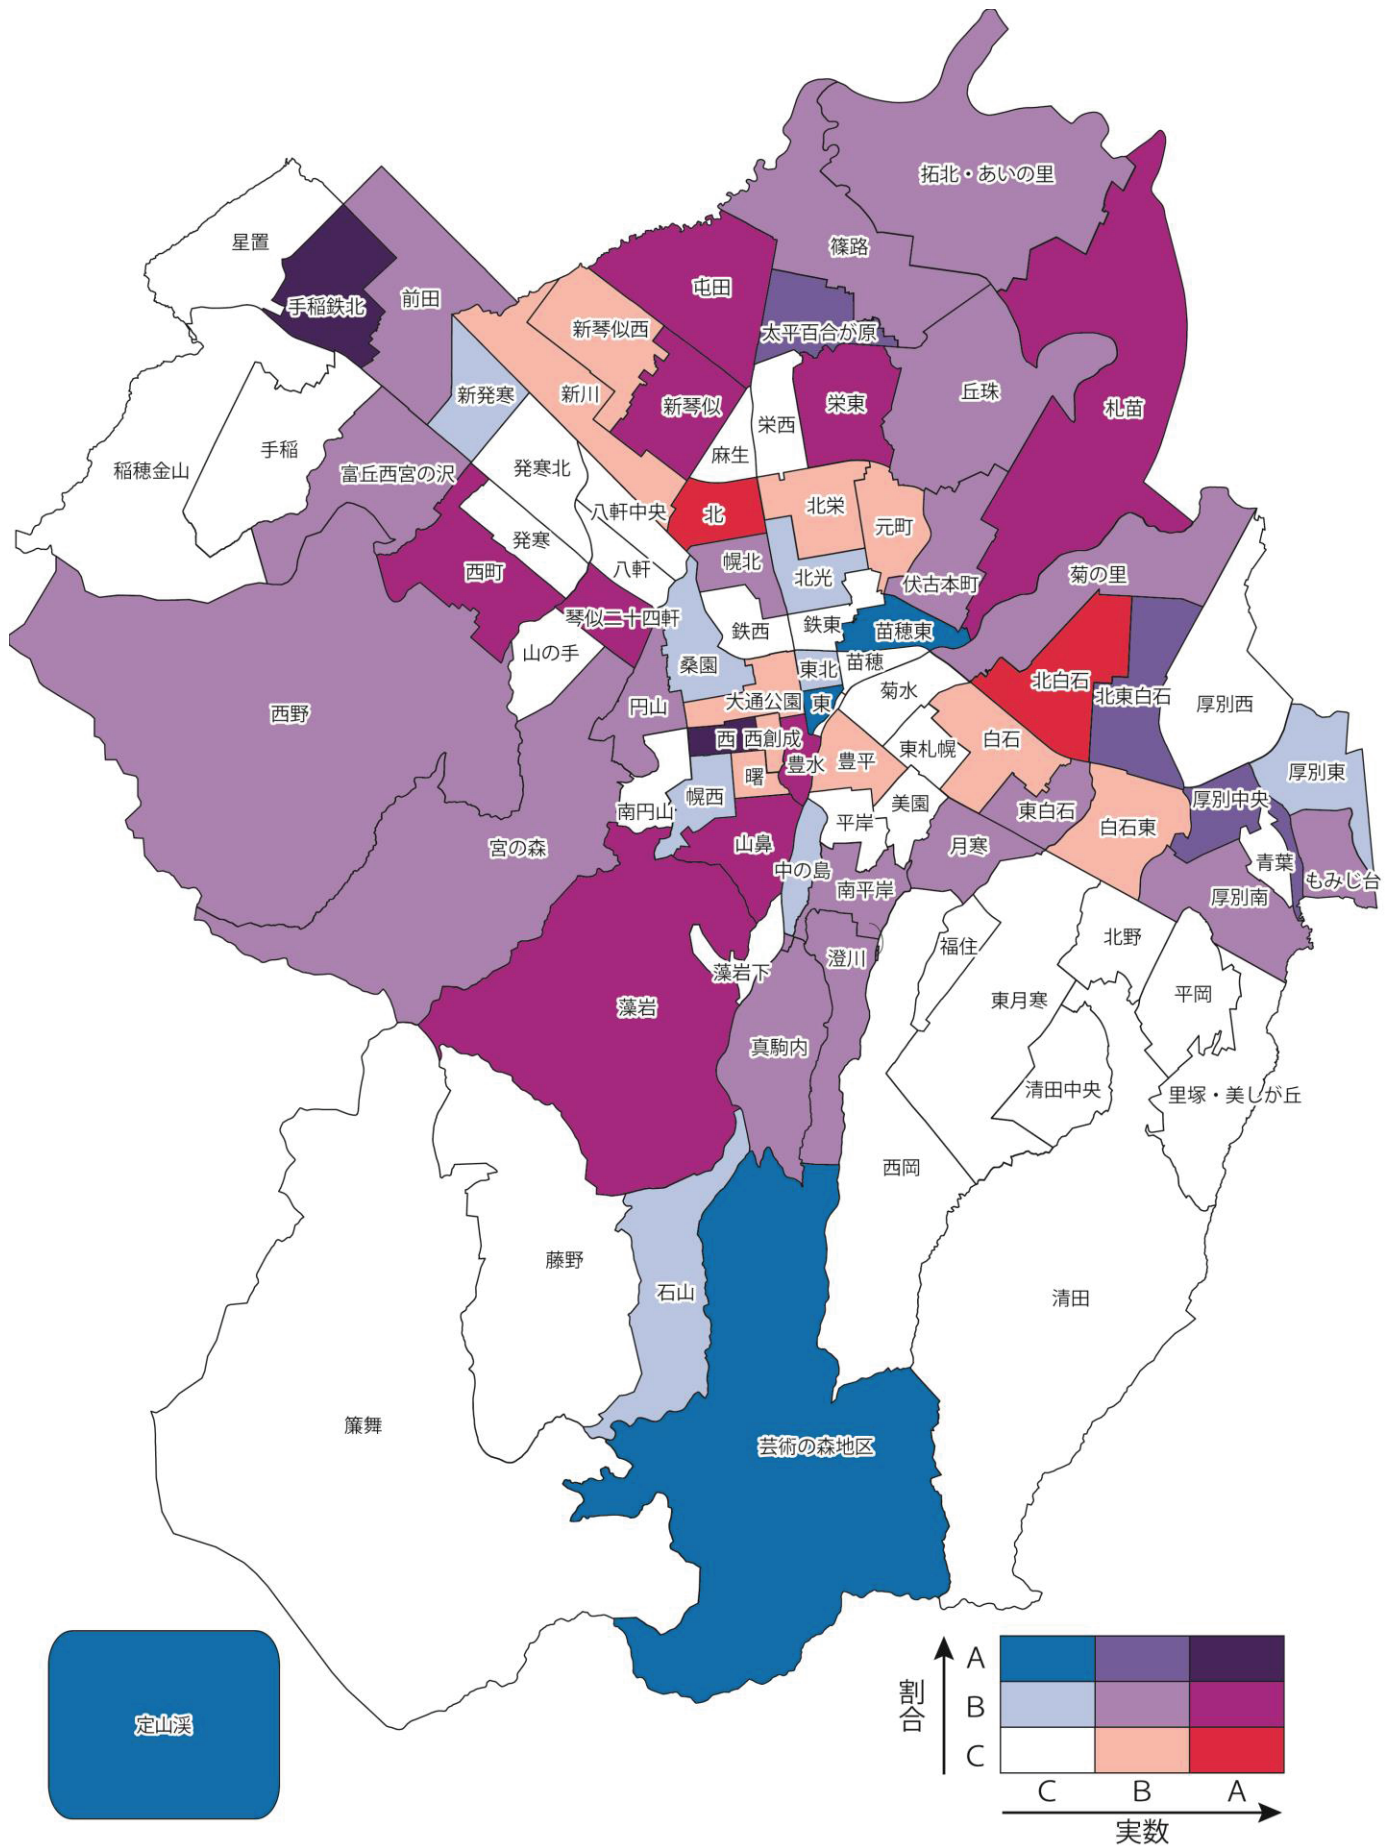 拓北・あいの里
星置
篠路
手稲鉄北
前田
屯田
新琴似西
太平百合が原
新発寒
新川
新琴似
栄東
丘珠
札苗
栄西
麻生
手稲
稲穂金山
富丘西宮の沢
発寒北
八軒中央
北
北栄
元町
発寒
西町
八軒
幌北
北光
伏古本町
菊の里
琴似二十四軒
鉄西
鉄東
苗穂東
山の手
桑園
東北
苗穂
北白石
北東白石
厚別西
西野
円山
大通公園
東
菊水
西
西創成
豊水
豊平
東札幌
白石
曙
厚別東
南円山
幌西
平岸
美園
東白石
白石東
厚別中央
宮の森
山鼻
中の島
月寒
青葉
もみじ台
南平岸
厚別南
藻岩下
澄川
福住
北野
藻岩
東月寒
平岡
真駒内
清田中央
里塚・美しが丘
西岡
藤野
石山
清田
簾舞
芸術の森地区
定山渓
割合
A
B
C
C B A
実数